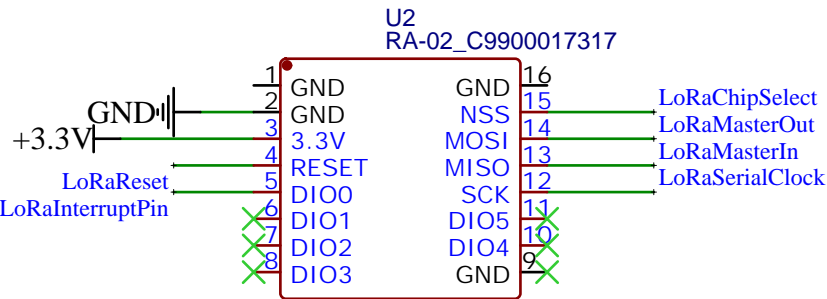 U2
RA-02_C9900017317
1 GND GND 16
GND 2 GND NSS 15 LoRaChipSelect
+3.3V 3 3.3V MOSI 14 LoRaMasterOut
4 RESET MISO 13 LoRaMasterIn
LoRaReset 5 DIO0 SCK 12 LoRaSerialClock
LoRaInterruptPin 6 DIO1 DIO5 11
7 DIO2 DIO4 10
8 DIO3 GND 9